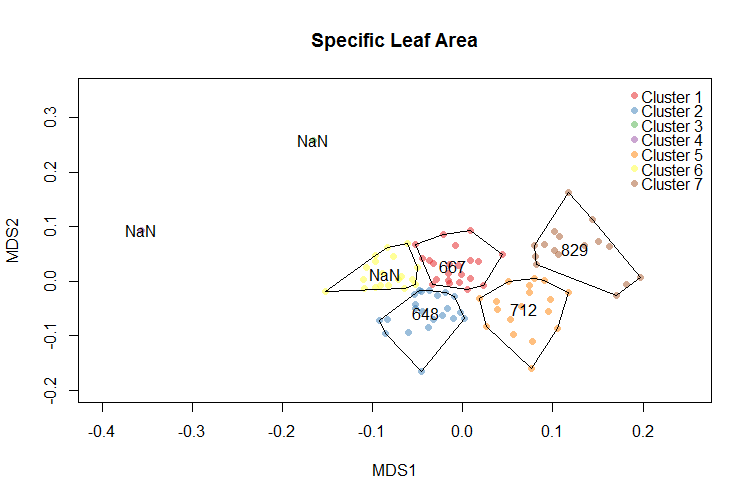 Specific Leaf Area
MDS2
0.3
0.2
0.1
0.0
-0.1
-0.2
NaN
NaN
NaN
667
829
648
712
Cluster 1
Cluster 2
Cluster 3
Cluster 4
Cluster 5
Cluster 6
Cluster 7
-0.4 -0.3 -0.2 -0.1 0.0 0.1 0.2
MDS1